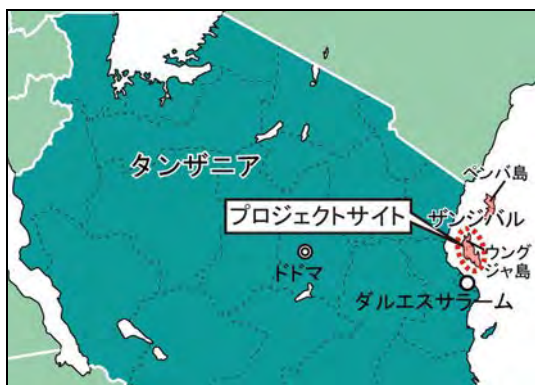 タンザニア
ペンバ島
ザンジバル
プロジェクトサイト
ウング
ジャ島
ドドマ
ダルエスサラーム